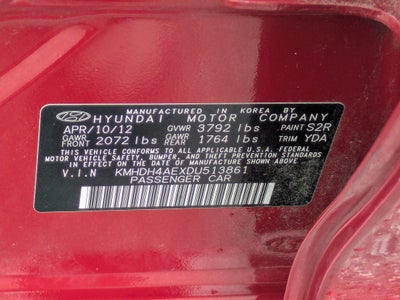 MANUFACTURED IN KOREA BY
HYUNDAI MOTOR COMPANY
APR/10/12 GVWR 3792 lbs PAINT S2R
GAWR FRONT 2072 lbs GAWR REAR 1764 lbs TRIM YDA
THIS VEHICLE CONFORMS TO ALL APPLICABLE U.S.A. FEDERAL
MOTOR VEHICLE SAFETY, BUMPER, AND THEFT PREVENTION
STANDARDS IN EFFECT ON THE DATE OF MANUFACTURE SHOWN ABOVE.
V.I.N KMHDH4AEXDU513861
PASSENGER CAR